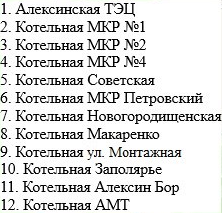 1. Алексинская ТЭЦ
2. Котельная МКР №1
3. Котельная МКР №2
4. Котельная МКР №4
5. Котельная Советская
6. Котельная МКР Петровский
7. Котельная Новогородищенская
8. Котельная Макаренко
9. Котельная ул. Монтажная
10. Котельная Заполярье
11. Котельная Алексин Бор
12. Котельная АМТ